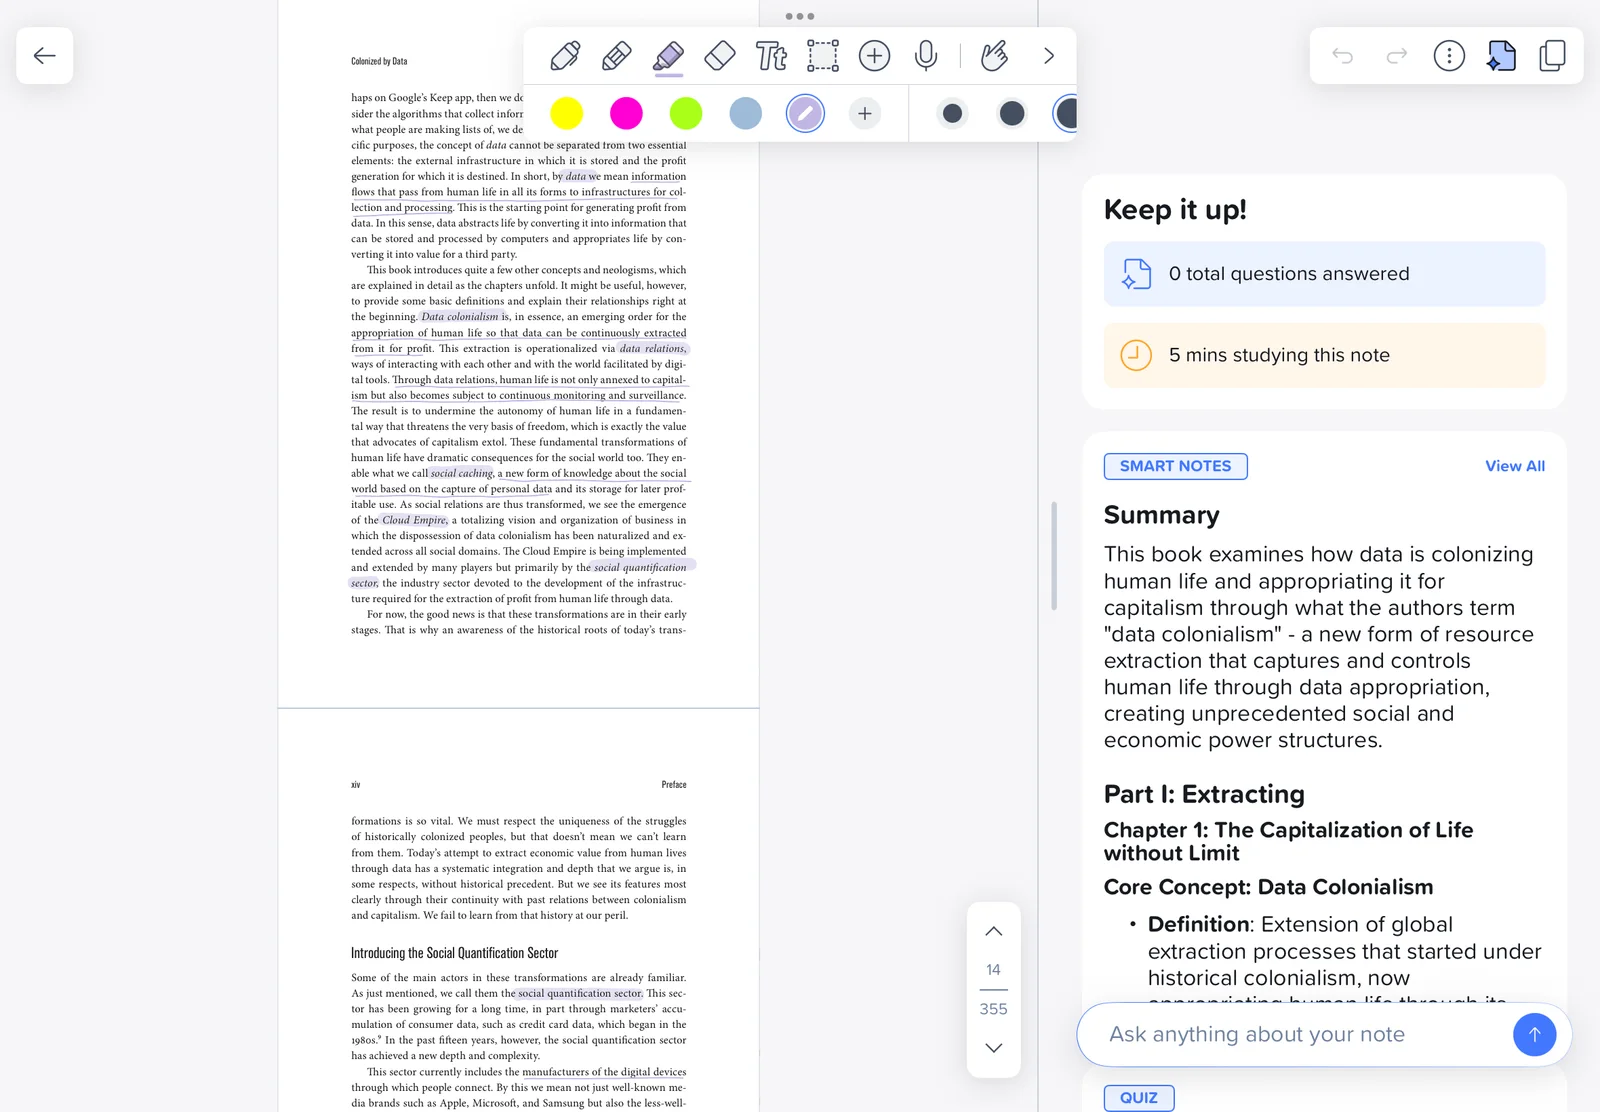 Colonized by Data
haps on Google's Keep app, then we do
sider the algorithms that collect infor
what people are making lists of, we de
cific purposes, the concept of data cannot be separated from two essential
elements: the external infrastructure in which it is stored and the profit
generation for which it is destined. In short, by data we mean information
flows that pass from human life in all its forms to infrastructures for col-
lection and processing. This is the starting point for generating profit from
data. In this sense, data abstracts life by converting it into information that
can be stored and processed by computers and appropriates life by con-
verting it into value for a third party.
This book introduces quite a few other concepts and neologisms, which
are explained in detail as the chapters unfold. It might be useful, however,
to provide some basic definitions and explain their relationships right at
the beginning. Data colonialism is, in essence, an emerging order for the
appropriation of human life so that data can be continuously extracted
from it for profit. This extraction is operationalized via data relations,
ways of interacting with each other and with the world facilitated by digi-
tal tools. Through data relations, human life is not only annexed to capital-
ism but also becomes subject to continuous monitoring and surveillance.
The result is to undermine the autonomy of human life in a fundamen-
tal way that threatens the very basis of freedom, which is exactly the value
that advocates of capitalism extol. These fundamental transformations of
human life have dramatic consequences for the social world too. They en-
able what we call social caching, a new form of knowledge about the social
world based on the capture of personal data and its storage for later prof-
itable use. As social relations are thus transformed, we see the emergence
of the Cloud Empire, a totalizing vision and organization of business in
which the dispossession of data colonialism has been naturalized and ex-
tended across all social domains. The Cloud Empire is being implemented
and extended by many players but primarily by the social quantification
sector, the industry sector devoted to the development of the infrastruc-
ture required for the extraction of profit from human life through data.
For now, the good news is that these transformations are in their early
stages. That is why an awareness of the historical roots of today's trans-
xiv Preface
formations is so vital. We must respect the uniqueness of the struggles
of historically colonized peoples, but that doesn't mean we can't learn
from them. Today's attempt to extract economic value from human lives
through data has a systematic integration and depth that we argue is, in
some respects, without historical precedent. But we see its features most
clearly through their continuity with past relations between colonialism
and capitalism. We fail to learn from that history at our peril.
Introducing the Social Quantification Sector
Some of the main actors in these transformations are already familiar.
As just mentioned, we call them the social quantification sector. This sec-
tor has been growing for a long time, in part through marketers' accu-
mulation of consumer data, such as credit card data, which began in the
1980s.⁹ In the past fifteen years, however, the social quantification sector
has achieved a new depth and complexity.
This sector currently includes the manufacturers of the digital devices
through which people connect. By this we mean not just well-known me-
dia brands such as Apple, Microsoft, and Samsung but also the less-well-
Tt
14
355
Keep it up!
0 total questions answered
5 mins studying this note
SMART NOTES
View All
Summary
This book examines how data is colonizing
human life and appropriating it for
capitalism through what the authors term
"data colonialism" - a new form of resource
extraction that captures and controls
human life through data appropriation,
creating unprecedented social and
economic power structures.
Part I: Extracting
Chapter 1: The Capitalization of Life
without Limit
Core Concept: Data Colonialism
• Definition: Extension of global
extraction processes that started under
historical colonialism, now
appropriating human life through its
Ask anything about your note
QUIZ